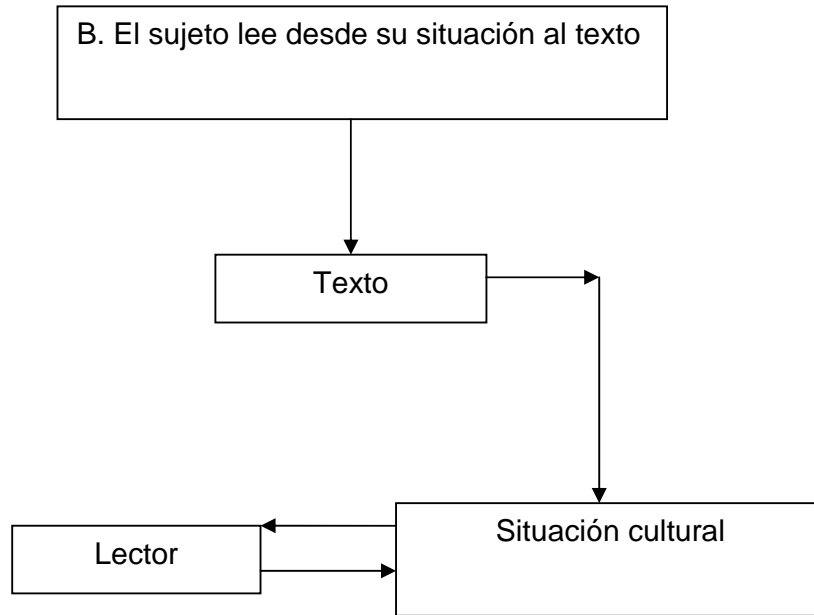 B. El sujeto lee desde su situación al texto
Texto
Situación cultural
Lector